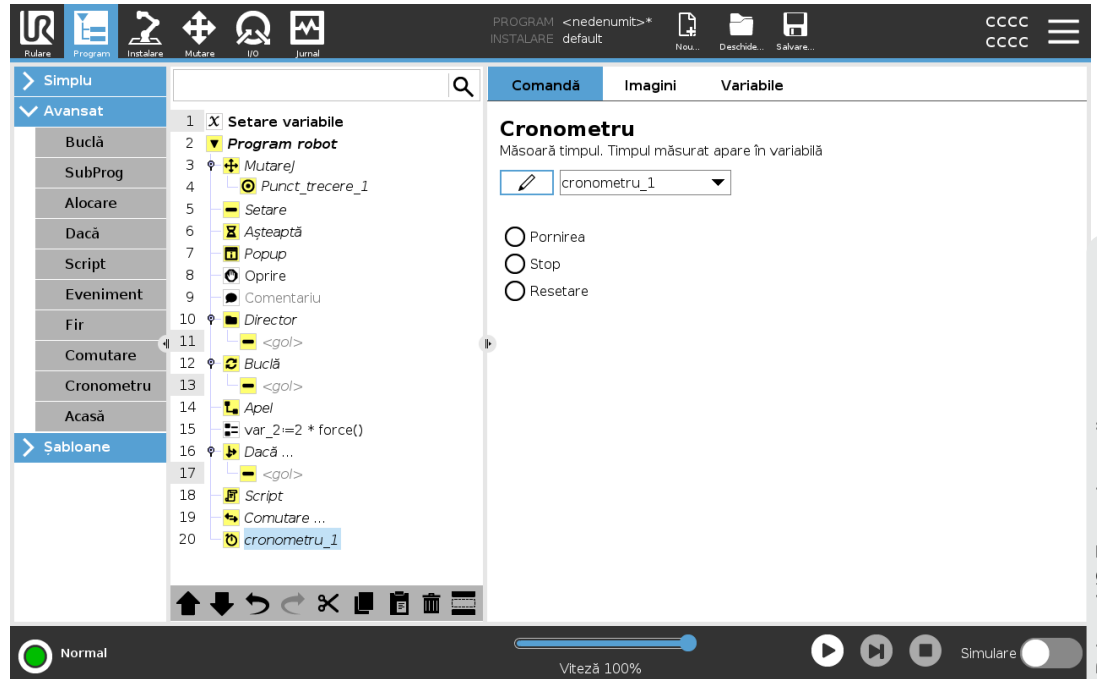 UR
Rulare
Program
Instalare
Mutare
I/O
Jurnal
PROGRAM <nedenumit>*
INSTALARE default
Nou...
Deschide...
Salvare...
CCCC
CCCC
Simplu
Avansat
Buclă
SubProg
Alocare
Dacă
Script
Eveniment
Fir
Comutare
Cronometru
Acasă
Șabloane
1 X Setare variabile
2 Program robot
3 MutareJ
4 Punct_trecere_1
5 Setare
6 Așteaptă
7 Popup
8 Oprire
9 Comentariu
10 Director
11 <gol>
12 Buclă
13 <gol>
14 Apel
15 var_2≔2 * force()
16 Dacă ...
17 <gol>
18 Script
19 Comutare ...
20 cronometru_1
Comandă
Imagini
Variabile
Cronometru
Măsoară timpul. Timpul măsurat apare în variabilă
cronometru_1
Pornirea
Stop
Resetare
Normal
Viteză 100%
Simulare